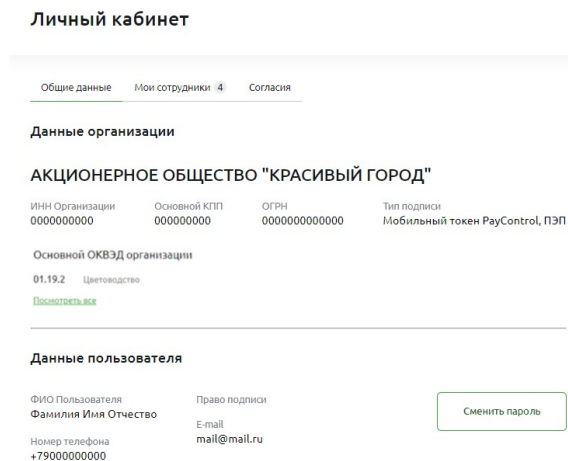 Личный кабинет
Общие данные Мои сотрудники 4 Согласия
Данные организации
АКЦИОНЕРНОЕ ОБЩЕСТВО "КРАСИВЫЙ ГОРОД"
ИНН Организации Основной КПП ОГРН Тип подписи
0000000000 000000000 0000000000000 Мобильный токен PayControl, ПЭП
Основной ОКВЭД организации
01.19.2 Цветоводство
Посмотреть все
Данные пользователя
ФИО Пользователя Право подписи
Фамилия Имя Отчество
Сменить пароль
E-mail
mail@mail.ru
Номер телефона
+79000000000